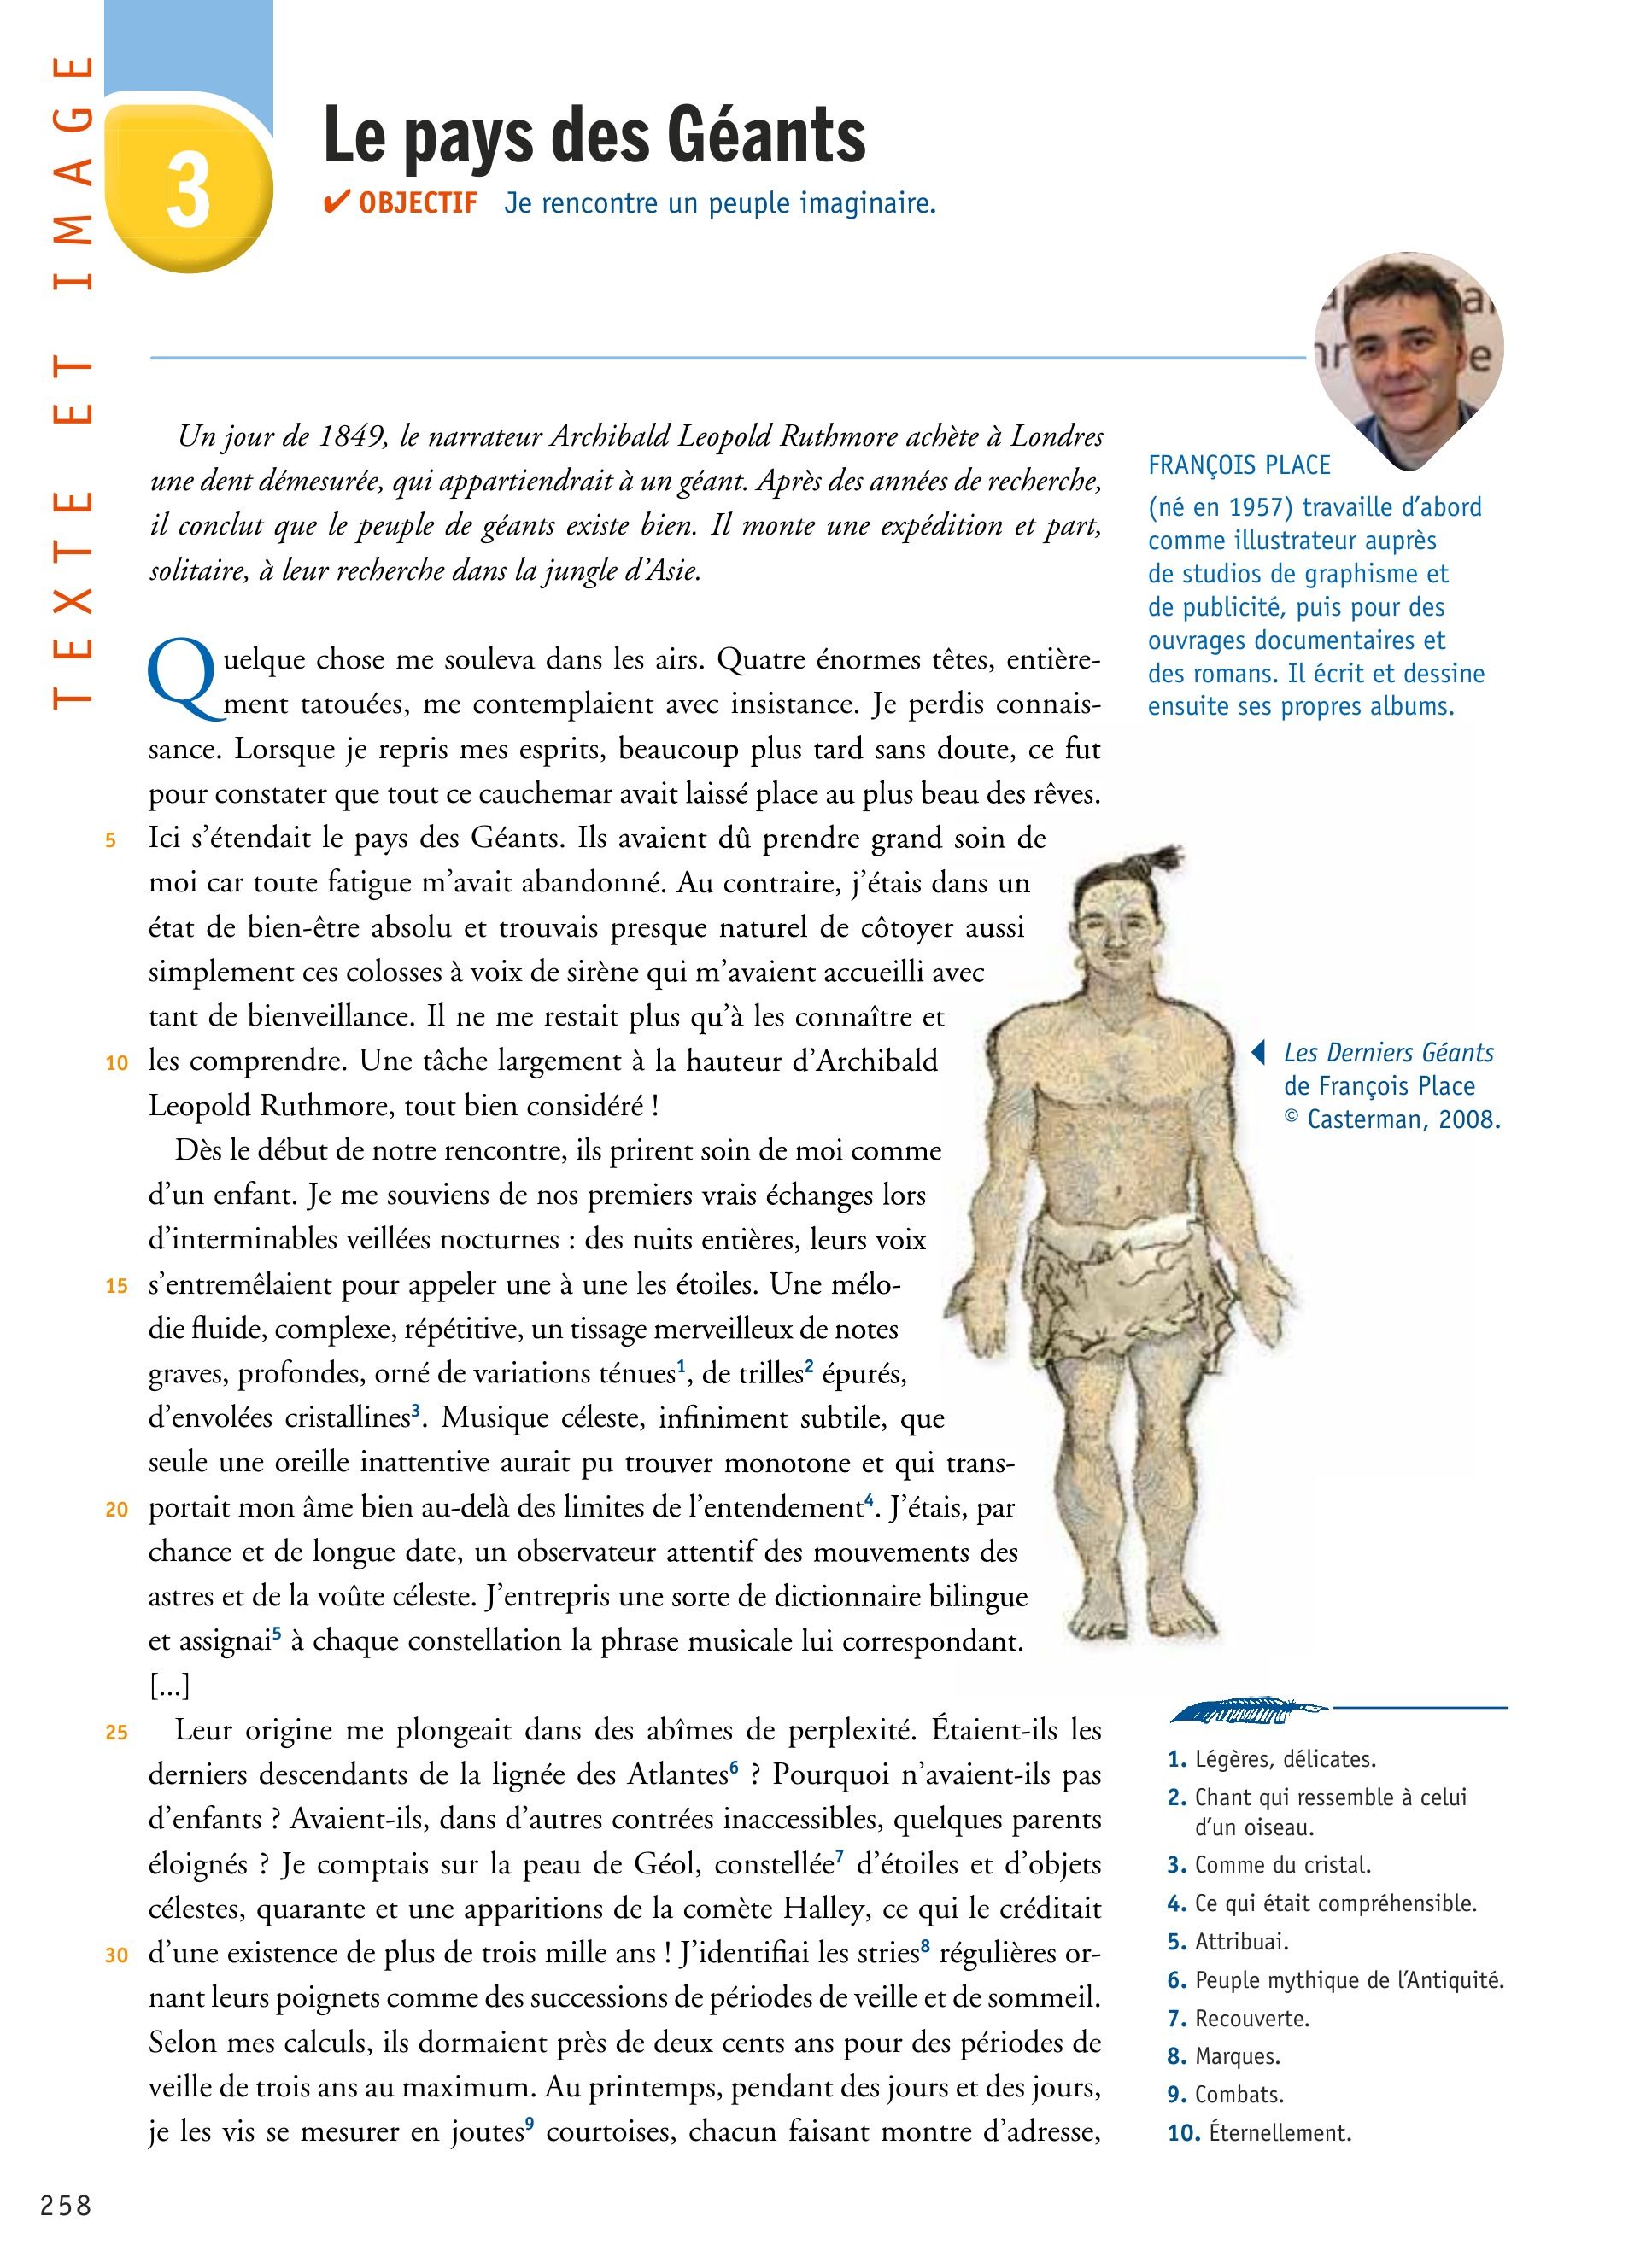 TEXTE ET IMAGE
3
Le pays des Géants
✔ OBJECTIF Je rencontre un peuple imaginaire.
Un jour de 1849, le narrateur Archibald Leopold Ruthmore achète à Londres
une dent démesurée, qui appartiendrait à un géant. Après des années de recherche,
il conclut que le peuple de géants existe bien. Il monte une expédition et part,
solitaire, à leur recherche dans la jungle d’Asie.
FRANÇOIS PLACE
(né en 1957) travaille d’abord
comme illustrateur auprès
de studios de graphisme et
de publicité, puis pour des
ouvrages documentaires et
des romans. Il écrit et dessine
ensuite ses propres albums.
Quelque chose me souleva dans les airs. Quatre énormes têtes, entière-
ment tatouées, me contemplaient avec insistance. Je perdis connais-
sance. Lorsque je repris mes esprits, beaucoup plus tard sans doute, ce fut
pour constater que tout ce cauchemar avait laissé place au plus beau des rêves.
5 Ici s’étendait le pays des Géants. Ils avaient dû prendre grand soin de
moi car toute fatigue m’avait abandonné. Au contraire, j’étais dans un
état de bien-être absolu et trouvais presque naturel de côtoyer aussi
simplement ces colosses à voix de sirène qui m’avaient accueilli avec
tant de bienveillance. Il ne me restait plus qu’à les connaître et
10 les comprendre. Une tâche largement à la hauteur d’Archibald
Leopold Ruthmore, tout bien considéré !
Dès le début de notre rencontre, ils prirent soin de moi comme
d’un enfant. Je me souviens de nos premiers vrais échanges lors
d’interminables veillées nocturnes : des nuits entières, leurs voix
15 s’entremêlaient pour appeler une à une les étoiles. Une mélo-
die fluide, complexe, répétitive, un tissage merveilleux de notes
graves, profondes, orné de variations ténues1, de trilles2 épurés,
d’envolées cristallines3. Musique céleste, infiniment subtile, que
seule une oreille inattentive aurait pu trouver monotone et qui trans-
20 portait mon âme bien au-delà des limites de l’entendement4. J’étais, par
chance et de longue date, un observateur attentif des mouvements des
astres et de la voûte céleste. J’entrepris une sorte de dictionnaire bilingue
et assignai5 à chaque constellation la phrase musicale lui correspondant.
[...]
25 Leur origine me plongeait dans des abîmes de perplexité. Étaient-ils les
derniers descendants de la lignée des Atlantes6 ? Pourquoi n’avaient-ils pas
d’enfants ? Avaient-ils, dans d’autres contrées inaccessibles, quelques parents
éloignés ? Je comptais sur la peau de Géol, constellée7 d’étoiles et d’objets
célestes, quarante et une apparitions de la comète Halley, ce qui le créditait
30 d’une existence de plus de trois mille ans ! J’identifiai les stries8 régulières or-
nant leurs poignets comme des successions de périodes de veille et de sommeil.
Selon mes calculs, ils dormaient près de deux cents ans pour des périodes de
veille de trois ans au maximum. Au printemps, pendant des jours et des jours,
je les vis se mesurer en joutes9 courtoises, chacun faisant montre d’adresse,
◀ Les Derniers Géants
de François Place
© Casterman, 2008.
1. Légères, délicates.
2. Chant qui ressemble à celui
d’un oiseau.
3. Comme du cristal.
4. Ce qui était compréhensible.
5. Attribuai.
6. Peuple mythique de l’Antiquité.
7. Recouverte.
8. Marques.
9. Combats.
10. Éternellement.
258